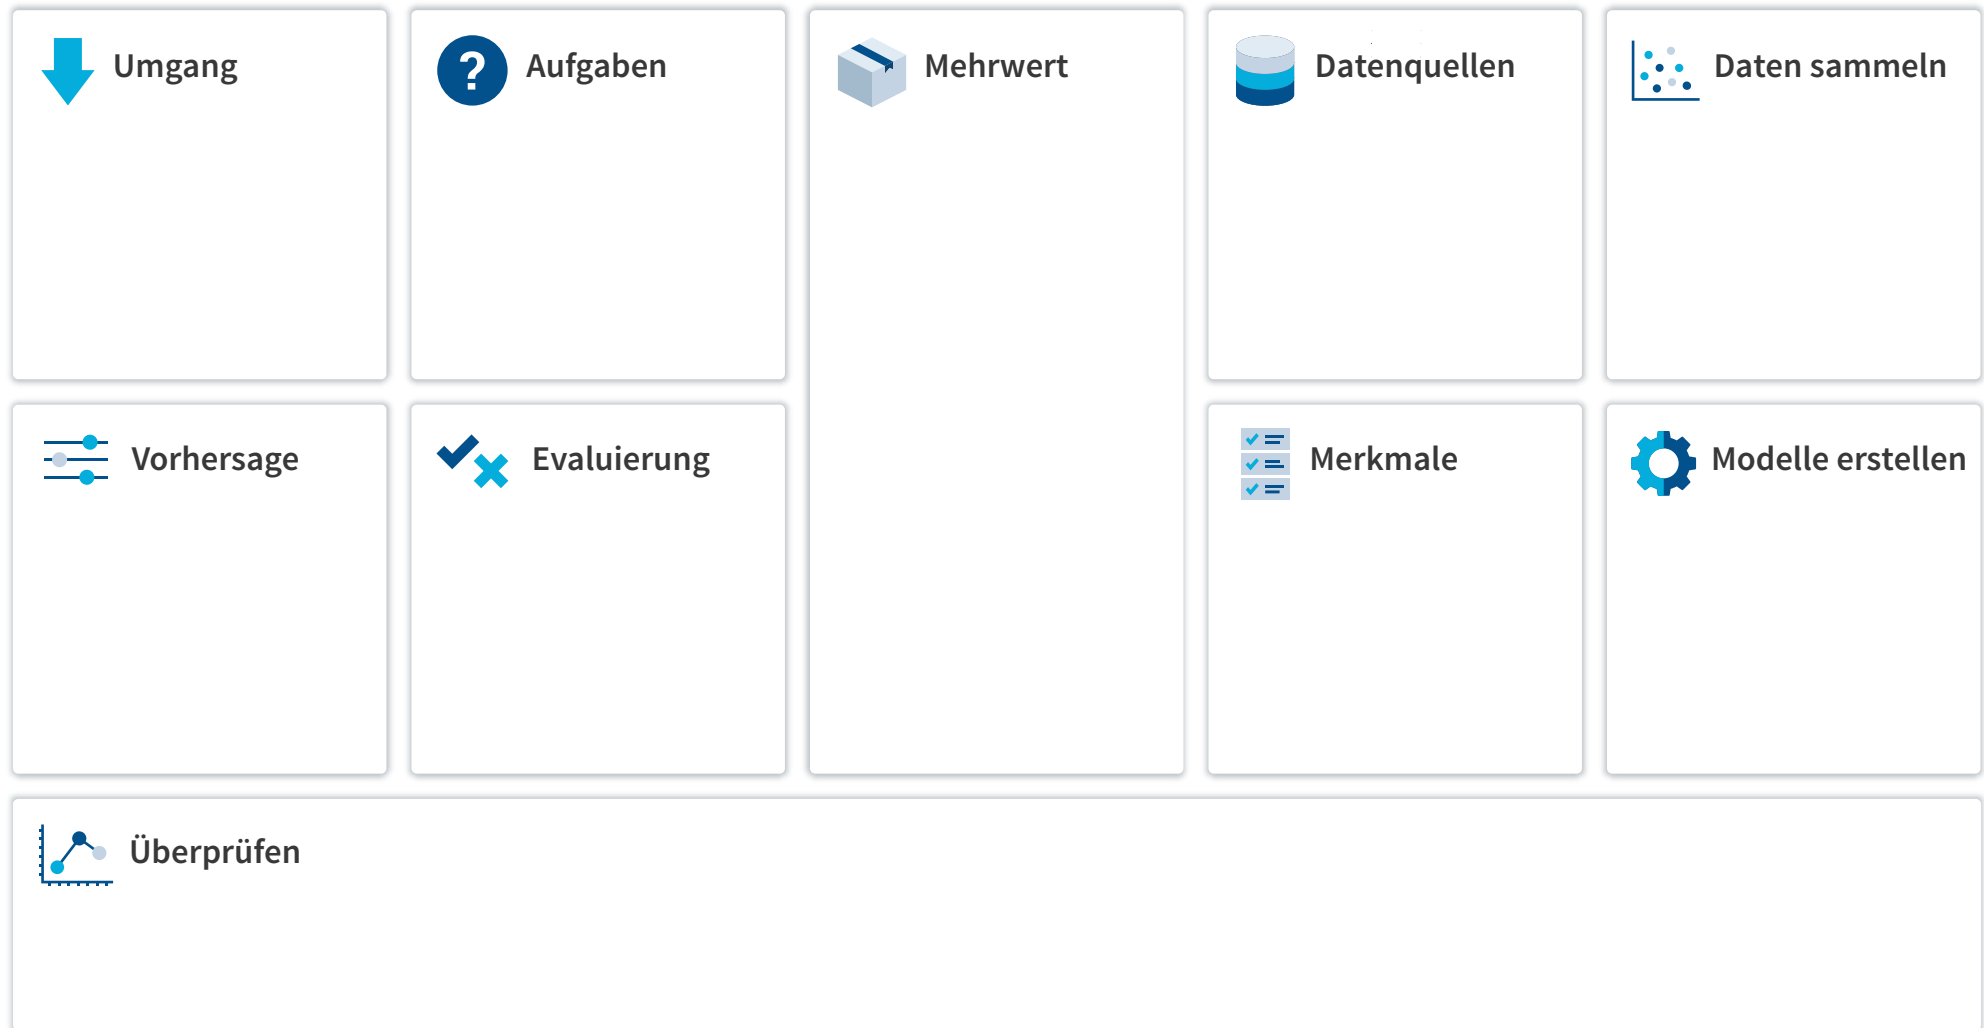 Umgang
Aufgaben
Mehrwert
Datenquellen
Daten sammeln
Vorhersage
Evaluierung
Merkmale
Modelle erstellen
Überprüfen